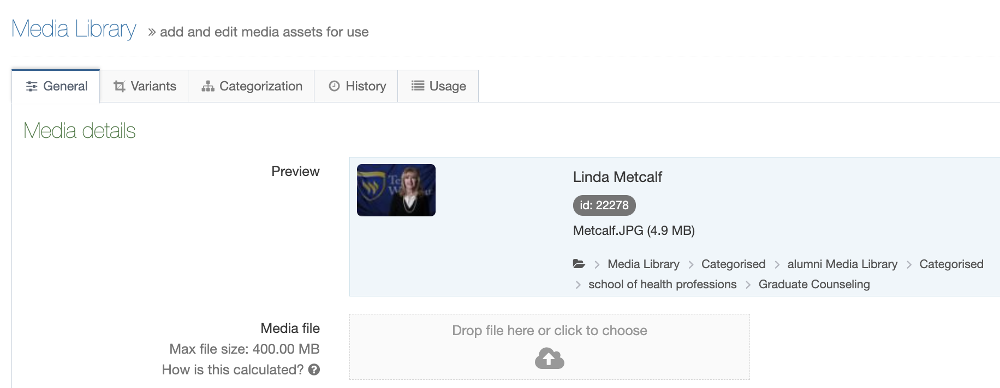 Media Library » add and edit media assets for use
General Variants Categorization History Usage
Media details
Preview
Linda Metcalf
id: 22278
Metcalf.JPG (4.9 MB)
Media Library > Categorised > alumni Media Library > Categorised
> school of health professions > Graduate Counseling
Media file
Max file size: 400.00 MB
How is this calculated?
Drop file here or click to choose